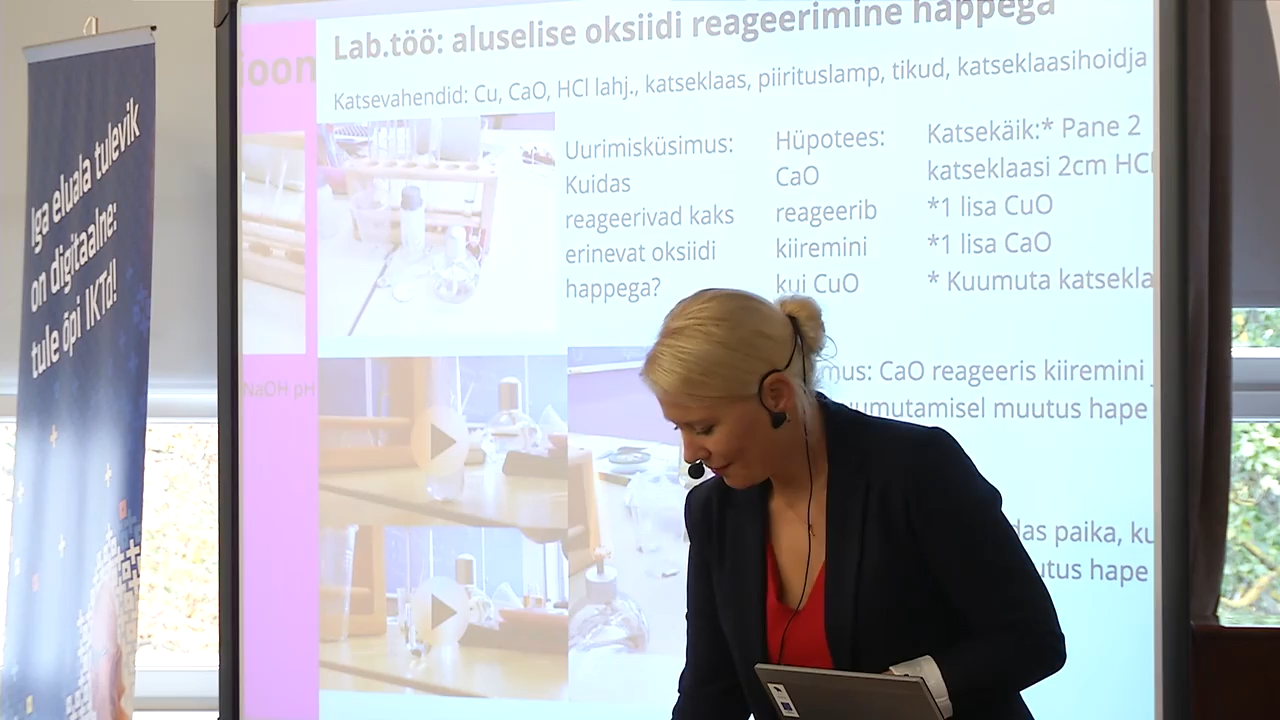 Iga eluala tulevik
on digitaalne:
tule õpi IKTd!
ioon
NaOH pH
Lab.töö: aluselise oksiidi reageerimine happega
Katsevahendid: Cu, CaO, HCl lahj., katseklaas, piirituslamp, tikud, katseklaasihoidja
Uurimisküsimus:
Kuidas
reageerivad kaks
erinevat oksiidi
happega?
Hüpotees:
CaO
reageerib
kiiremini
kui CuO
Katsekäik:* Pane 2
katseklaasi 2cm HCl
*1 lisa CuO
*1 lisa CaO
* Kuumuta katsekla
mus: CaO reageeris kiiremini
uumutamisel muutus hape
das paika, ku
utus hape